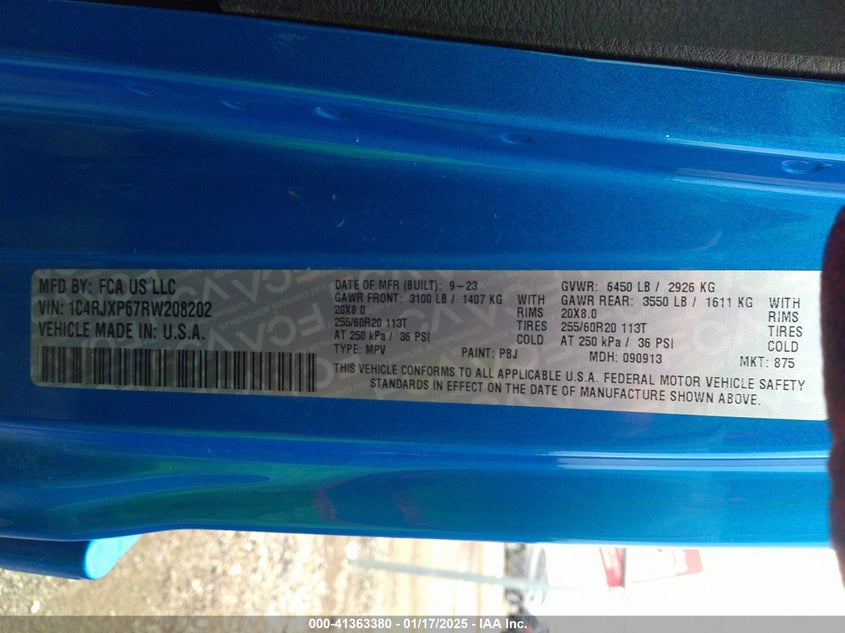 MFD BY: FCA US LLC
VIN: 1C4RJXP67RW208202
VEHICLE MADE IN: U.S.A.
DATE OF MFR (BUILT): 9-23
GAWR FRONT: 3100 LB / 1407 KG WITH
20X8.0 RIMS
255/60R20 113T TIRES
AT 250 kPa / 36 PSI COLD
TYPE: MPV PAINT: PBJ
GVWR: 6450 LB / 2926 KG
GAWR REAR: 3550 LB / 1611 KG WITH
20X8.0 RIMS
255/60R20 113T TIRES
AT 250 kPa / 36 PSI COLD
MDH: 090913 MKT: 875
THIS VEHICLE CONFORMS TO ALL APPLICABLE U.S.A. FEDERAL MOTOR VEHICLE SAFETY
STANDARDS IN EFFECT ON THE DATE OF MANUFACTURE SHOWN ABOVE.
000-41363380 - 01/17/2025 - IAA Inc.